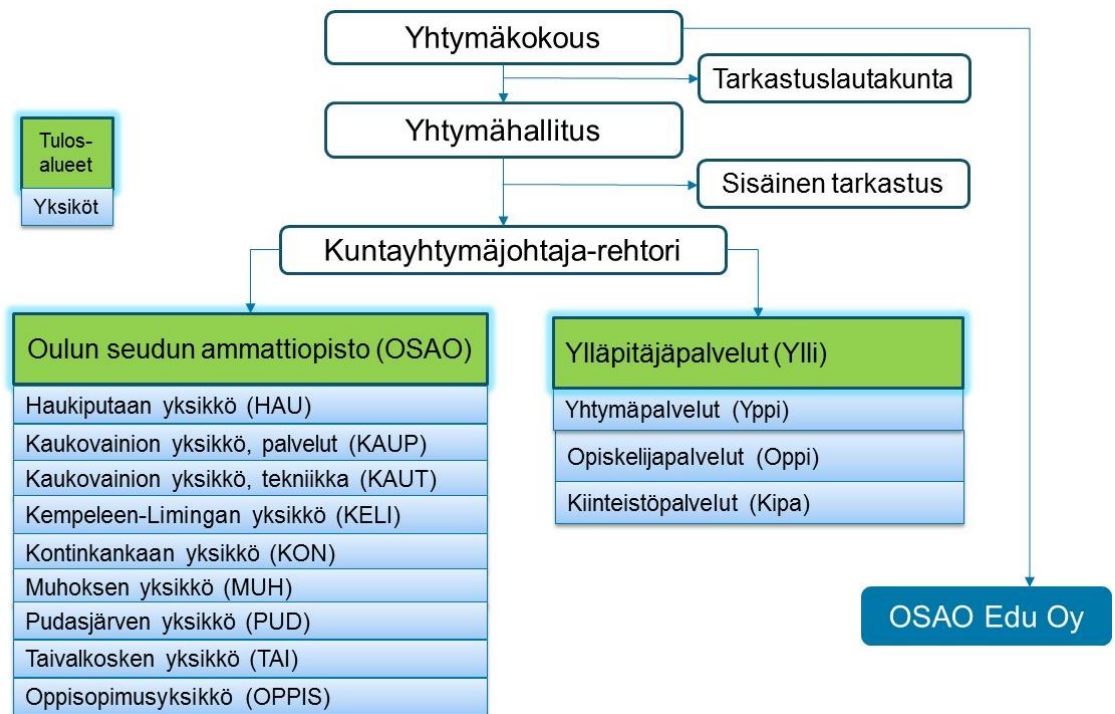 Yhtymäkokous
Tarkastuslautakunta
Yhtymähallitus
Tulos-
alueet
Yksiköt
Sisäinen tarkastus
Kuntayhtymäjohtaja-rehtori
Oulun seudun ammattiopisto (OSAO)
Haukiputaan yksikkö (HAU)
Kaukovainion yksikkö, palvelut (KAUP)
Kaukovainion yksikkö, tekniikka (KAUT)
Kempeleen-Limingan yksikkö (KELI)
Kontinkankaan yksikkö (KON)
Muhoksen yksikkö (MUH)
Pudasjärven yksikkö (PUD)
Taivalkosken yksikkö (TAI)
Oppisopimusyksikkö (OPPIS)
Ylläpitäjäpalvelut (Ylli)
Yhtymäpalvelut (Yppi)
Opiskelijapalvelut (Oppi)
Kiinteistöpalvelut (Kipa)
OSAO Edu Oy